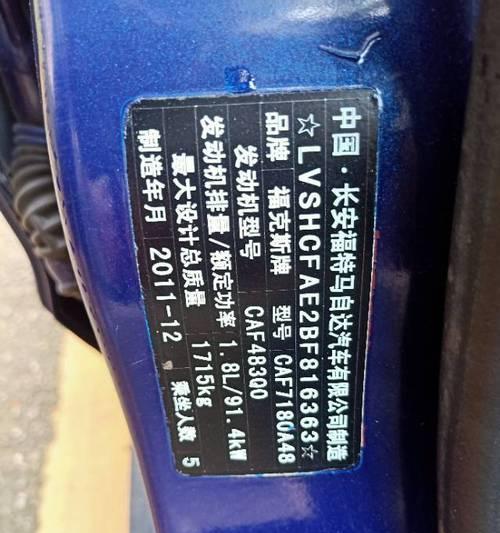 中国·长安福特马自达汽车有限公司制造
☆LVSHCFAE2BF816363☆
品牌 福克斯牌 型号 CAF7180A48
发动机型号 CAF483Q0
发动机排量/额定功率 1.8L/91.4kW
最大设计总质量 1715kg
制造年月 2011-12 乘坐人数 5